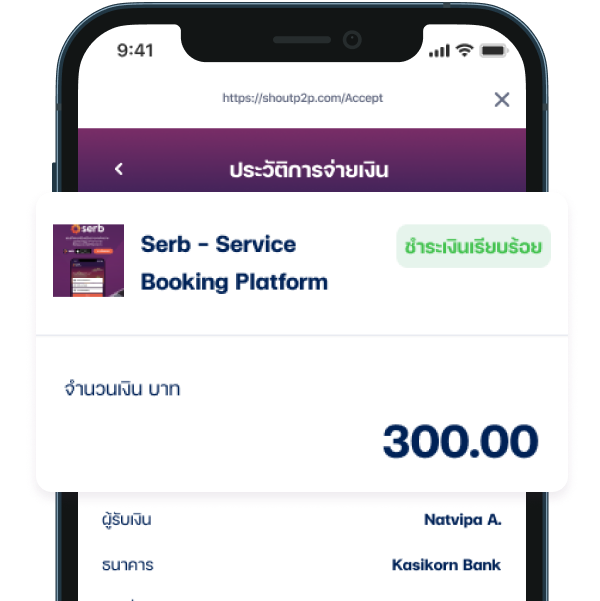 9:41
https://shoutp2p.com/Accept
ประวัติการจ่ายเงิน
serb
Serb - Service
Booking Platform
ชำระเงินเรียบร้อย
จำนวนเงิน บาท
300.00
ผู้รับเงิน
Natvipa A.
ธนาคาร
Kasikorn Bank